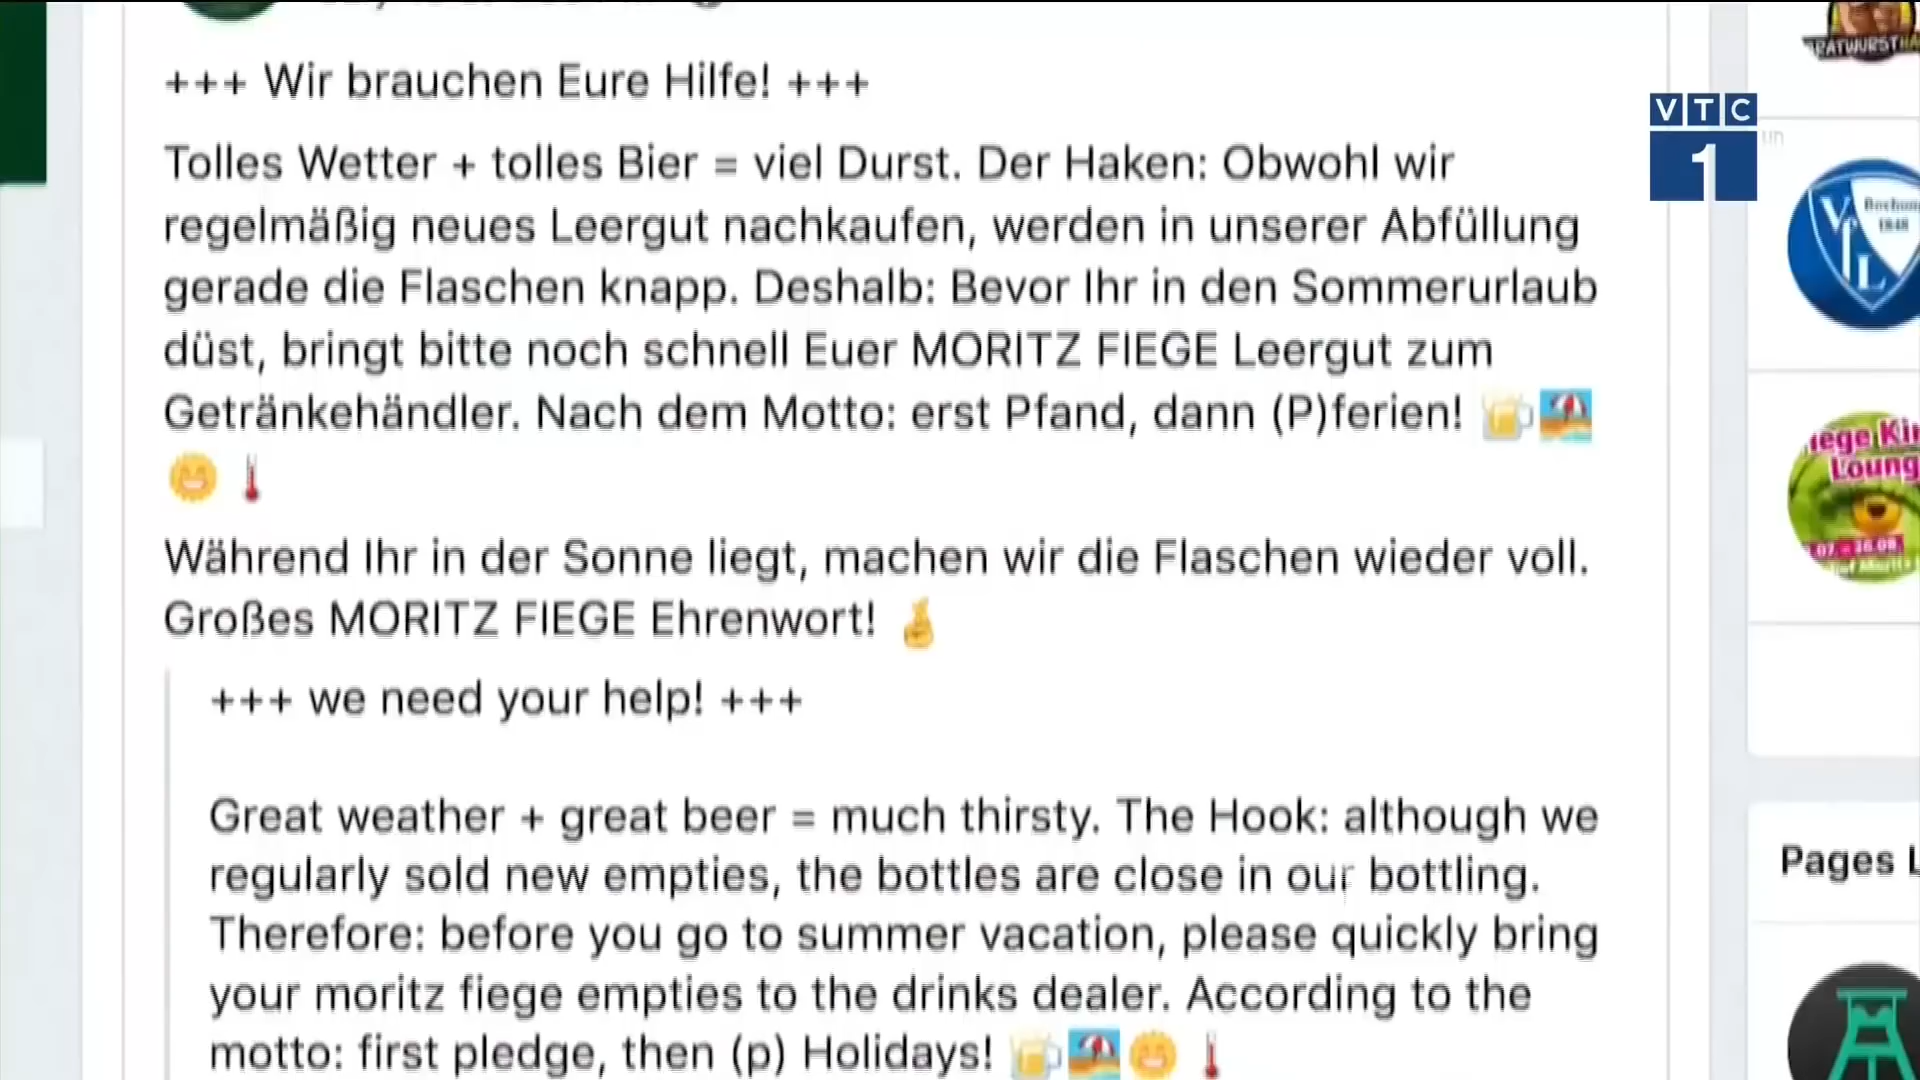 +++ Wir brauchen Eure Hilfe! +++
Tolles Wetter + tolles Bier = viel Durst. Der Haken: Obwohl wir
regelmäßig neues Leergut nachkaufen, werden in unserer Abfüllung
gerade die Flaschen knapp. Deshalb: Bevor Ihr in den Sommerurlaub
düst, bringt bitte noch schnell Euer MORITZ FIEGE Leergut zum
Getränkehändler. Nach dem Motto: erst Pfand, dann (P)ferien! 🍺🏖️
🌞🌡️
Während Ihr in der Sonne liegt, machen wir die Flaschen wieder voll.
Großes MORITZ FIEGE Ehrenwort! 🤞
+++ we need your help! +++
Great weather + great beer = much thirsty. The Hook: although we
regularly sold new empties, the bottles are close in our bottling.
Therefore: before you go to summer vacation, please quickly bring
your moritz fiege empties to the drinks dealer. According to the
motto: first pledge, then (p) Holidays! 🍺🏖️🌞🌡️
VTC
1
VfL
Bochum
1848
Pages